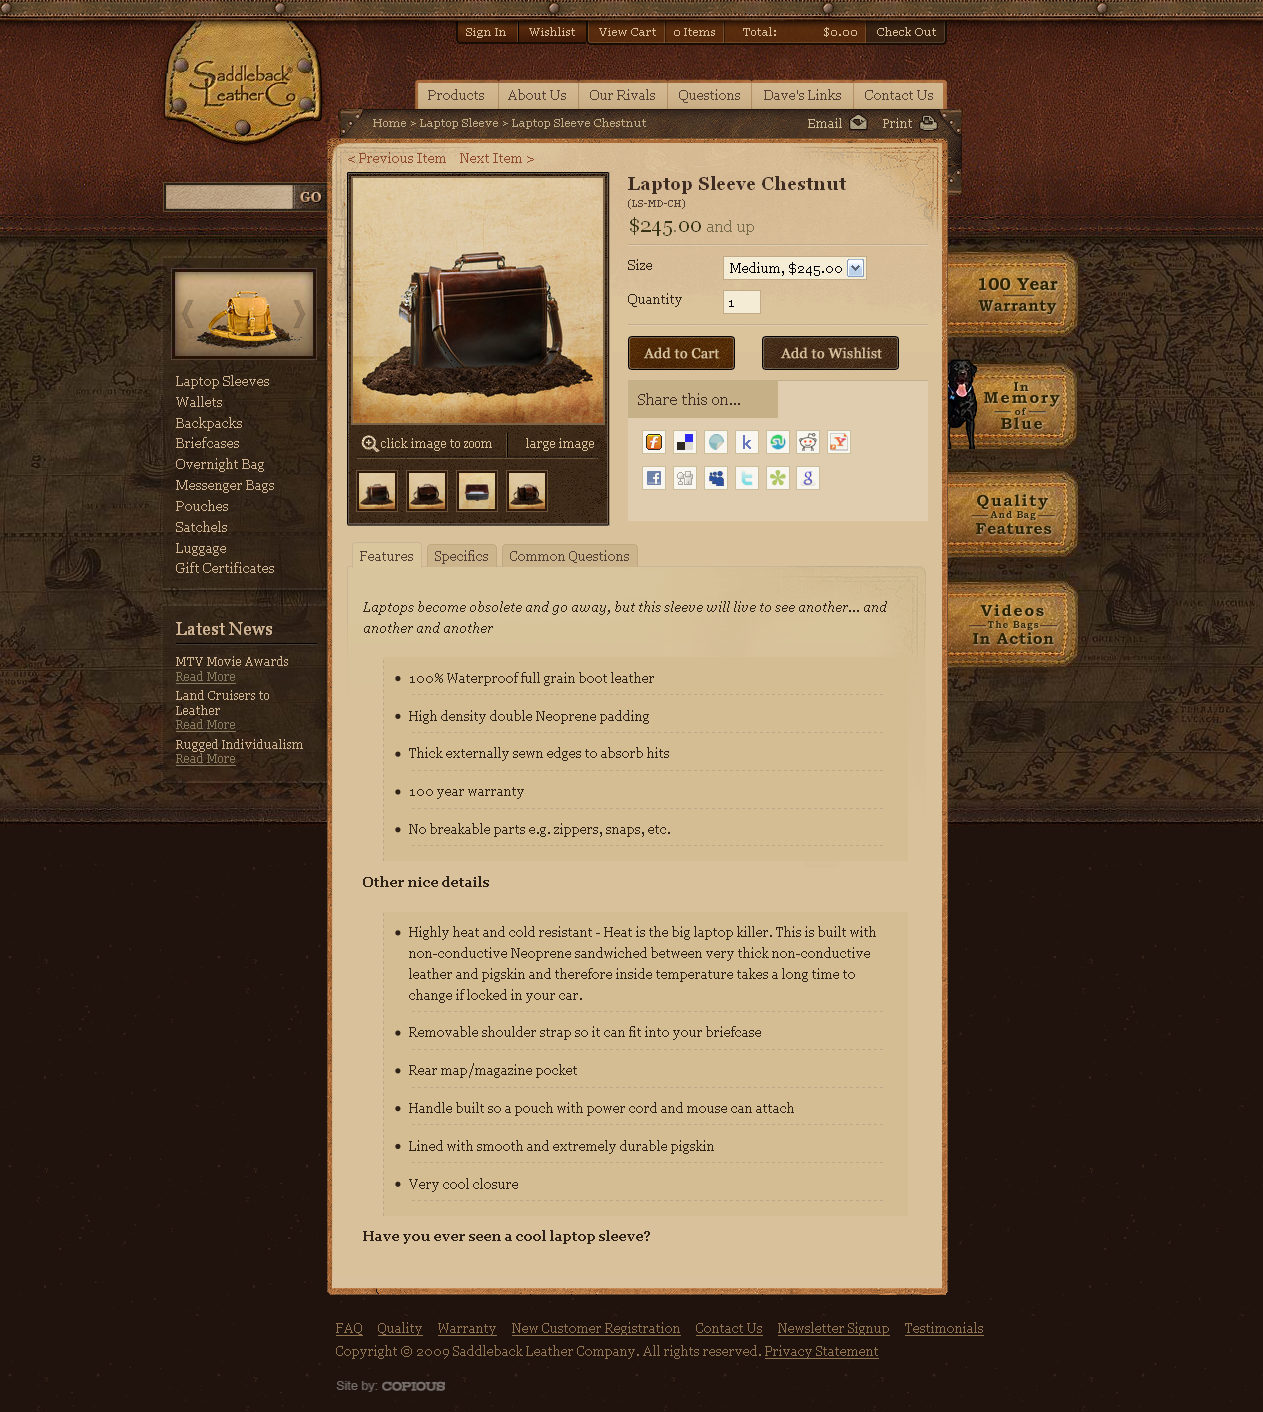 Sign In Wishlist View Cart 0 Items Total: $0.00 Check Out
Saddleback
Leather Co
Products About Us Our Rivals Questions Dave's Links Contact Us
Home > Laptop Sleeve > Laptop Sleeve Chestnut Email Print
< Previous Item Next Item >
GO
Laptop Sleeve Chestnut
(LS-MD-CH)
$245.00 and up
Size Medium, $245.00
Quantity 1
Add to Cart Add to Wishlist
Share this on...
click image to zoom large image
Laptop Sleeves
Wallets
Backpacks
Briefcases
Overnight Bag
Messenger Bags
Pouches
Satchels
Luggage
Gift Certificates
Latest News
MTV Movie Awards
Read More
Land Cruisers to
Leather
Read More
Rugged Individualism
Read More
100 Year
Warranty
In
Memory
of
Blue
Quality
And Bag
Features
Videos
The Bags
In Action
Features Specifics Common Questions
Laptops become obsolete and go away, but this sleeve will live to see another... and
another and another
100% Waterproof full grain boot leather
High density double Neoprene padding
Thick externally sewn edges to absorb hits
100 year warranty
No breakable parts e.g. zippers, snaps, etc.
Other nice details
Highly heat and cold resistant - Heat is the big laptop killer. This is built with
non-conductive Neoprene sandwiched between very thick non-conductive
leather and pigskin and therefore inside temperature takes a long time to
change if locked in your car.
Removable shoulder strap so it can fit into your briefcase
Rear map/magazine pocket
Handle built so a pouch with power cord and mouse can attach
Lined with smooth and extremely durable pigskin
Very cool closure
Have you ever seen a cool laptop sleeve?
FAQ Quality Warranty New Customer Registration Contact Us Newsletter Signup Testimonials
Copyright © 2009 Saddleback Leather Company. All rights reserved. Privacy Statement
Site by: COPIOUS